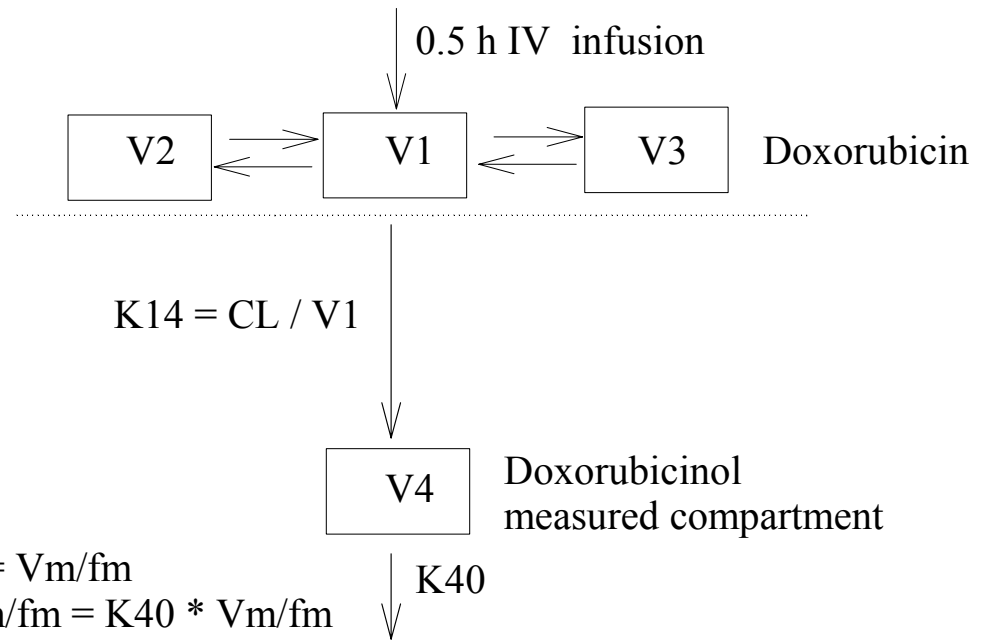 0.5 h IV infusion
V2 V1 V3 Doxorubicin
K14 = CL / V1
V4 Doxorubicinol
measured compartment
= Vm/fm
K40
/fm = K40 * Vm/fm